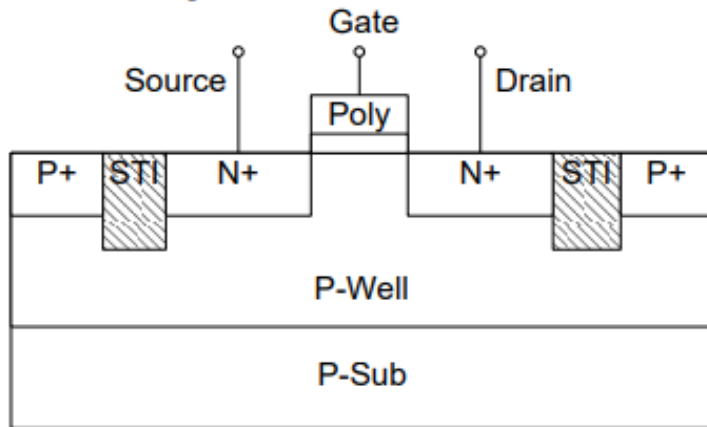 Gate
Source
Drain
Poly
P+ STI N+ N+ STI P+
P-Well
P-Sub